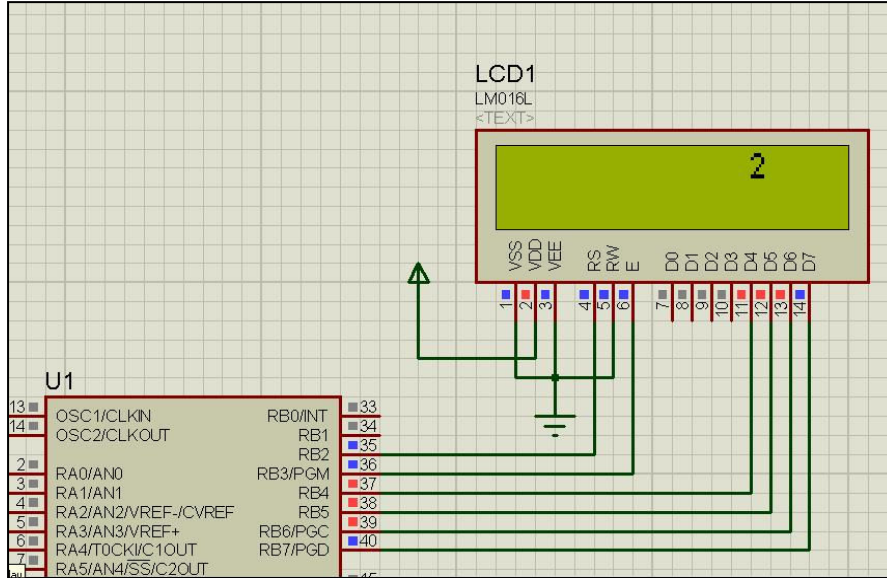 LCD1
LM016L
<TEXT>
2
VSS
VDD
VEE
RS
RW
E
D0
D1
D2
D3
D4
D5
D6
D7
1
2
3
4
5
6
7
8
9
10
11
12
13
14
U1
13 OSC1/CLKIN RB0/INT 33
14 OSC2/CLKOUT RB1 34
RB2 35
2 RA0/AN0 RB3/PGM 36
3 RA1/AN1 RB4 37
4 RA2/AN2/VREF-/CVREF RB5 38
5 RA3/AN3/VREF+ RB6/PGC 39
6 RA4/T0CKI/C1OUT RB7/PGD 40
7 RA5/AN4/SS/C2OUT